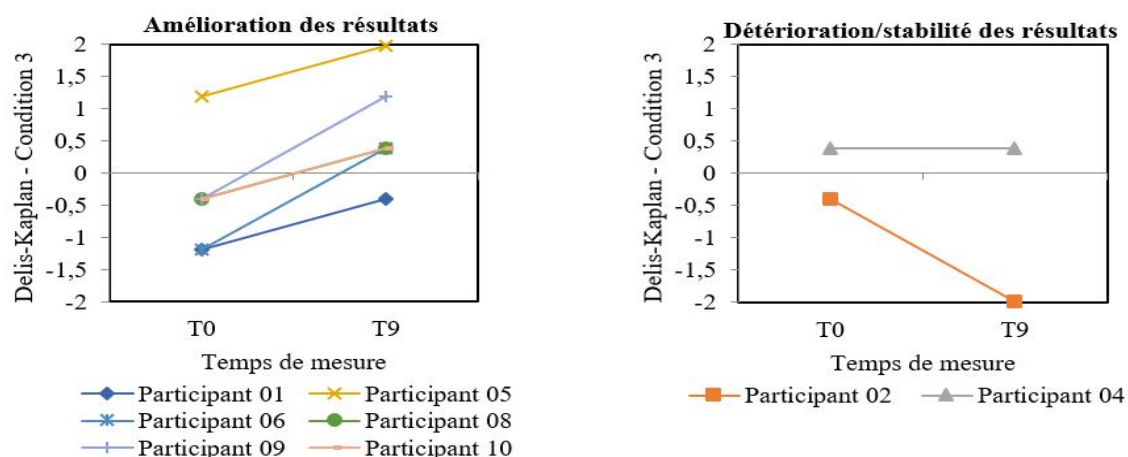 Amélioration des résultats
Delis-Kaplan - Condition 3
2
1,5
1
0,5
0
-0,5
-1
-1,5
-2
T0 T9
Temps de mesure
Participant 01 Participant 05
Participant 06 Participant 08
Participant 09 Participant 10
Détérioration/stabilité des résultats
Delis-Kaplan - Condition 3
2
1,5
1
0,5
0
-0,5
-1
-1,5
-2
T0 T9
Temps de mesure
Participant 02 Participant 04